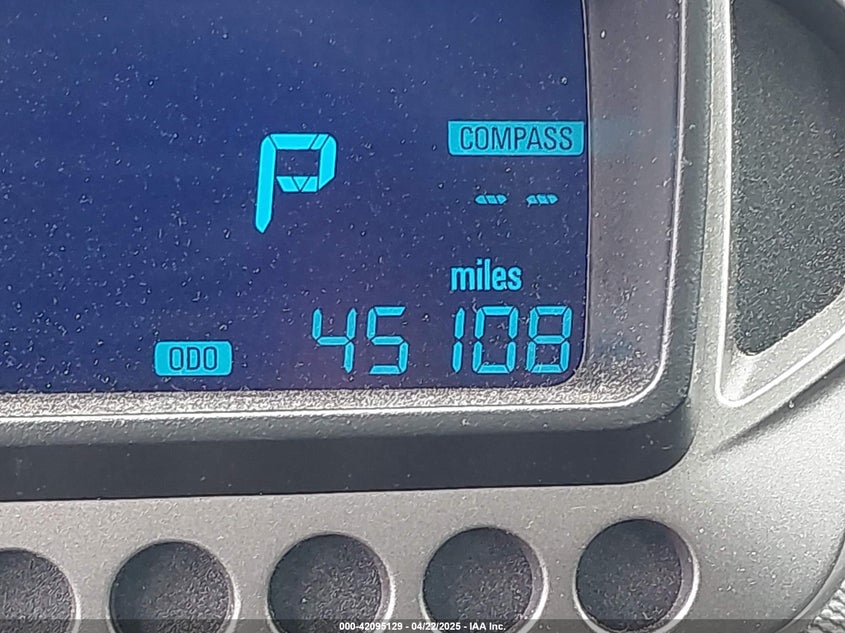 P
COMPASS
-- --
miles
ODO 45108
000-42095129 - 04/22/2025 - IAA Inc.